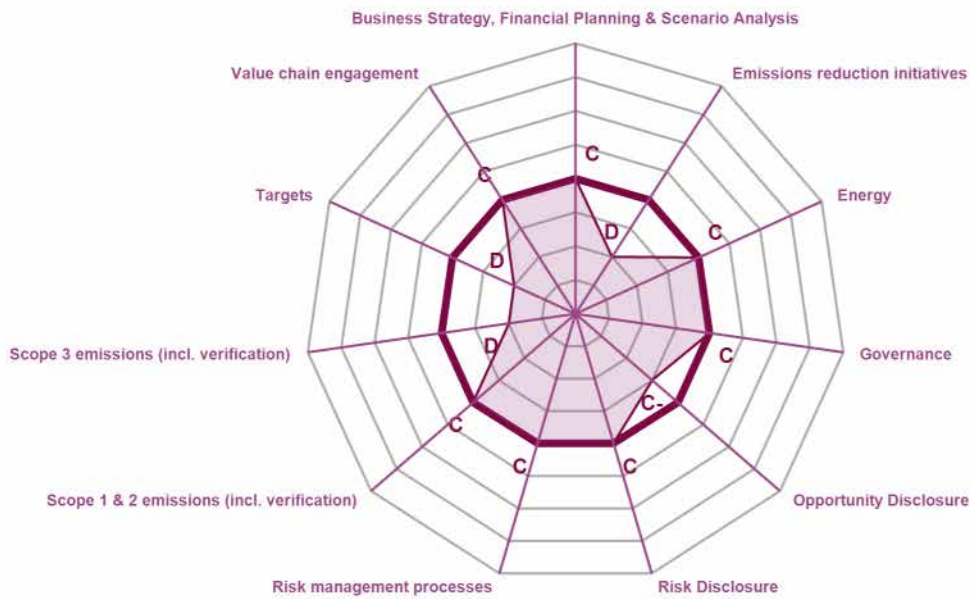 Business Strategy, Financial Planning & Scenario Analysis
Value chain engagement
Emissions reduction initiatives
C
C
Targets
D
C
Energy
D
Scope 3 emissions (incl. verification)
D
C
Governance
C-
C
C
C
Scope 1 & 2 emissions (incl. verification)
Opportunity Disclosure
Risk management processes
Risk Disclosure